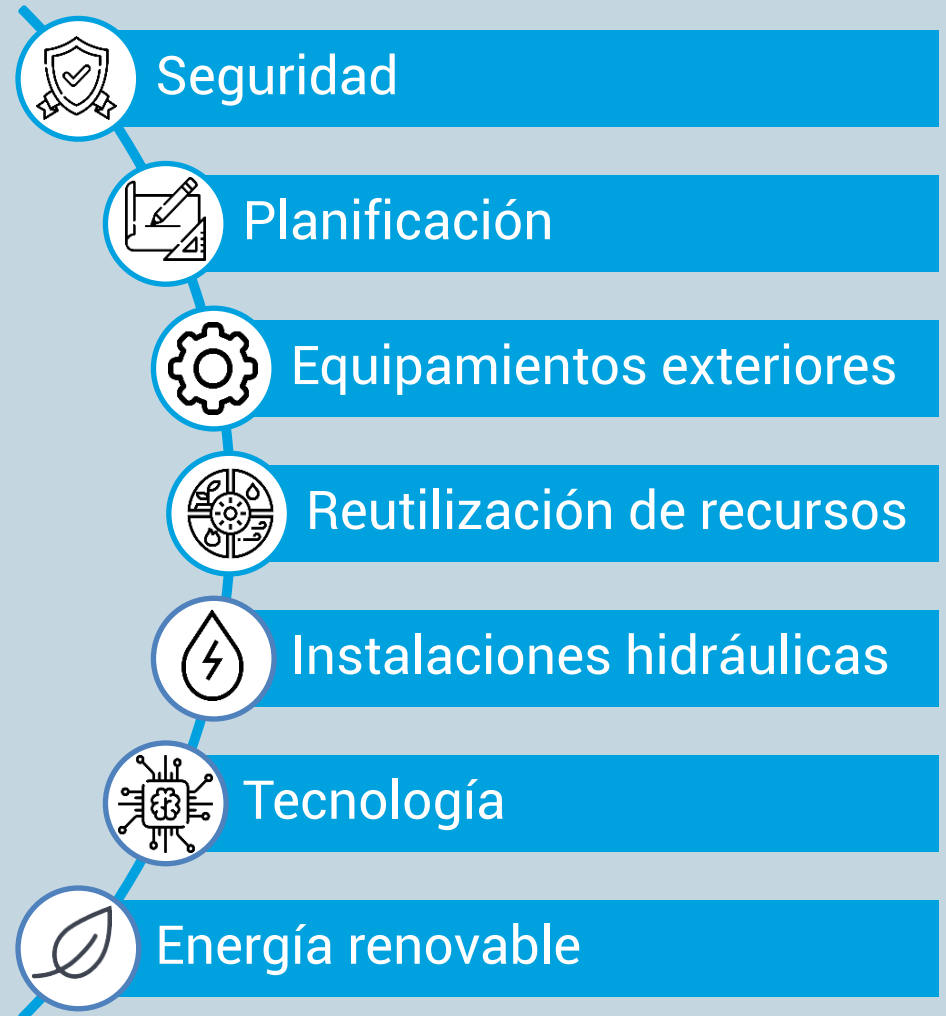 Seguridad
Planificación
Equipamientos exteriores
Reutilización de recursos
Instalaciones hidráulicas
Tecnología
Energía renovable